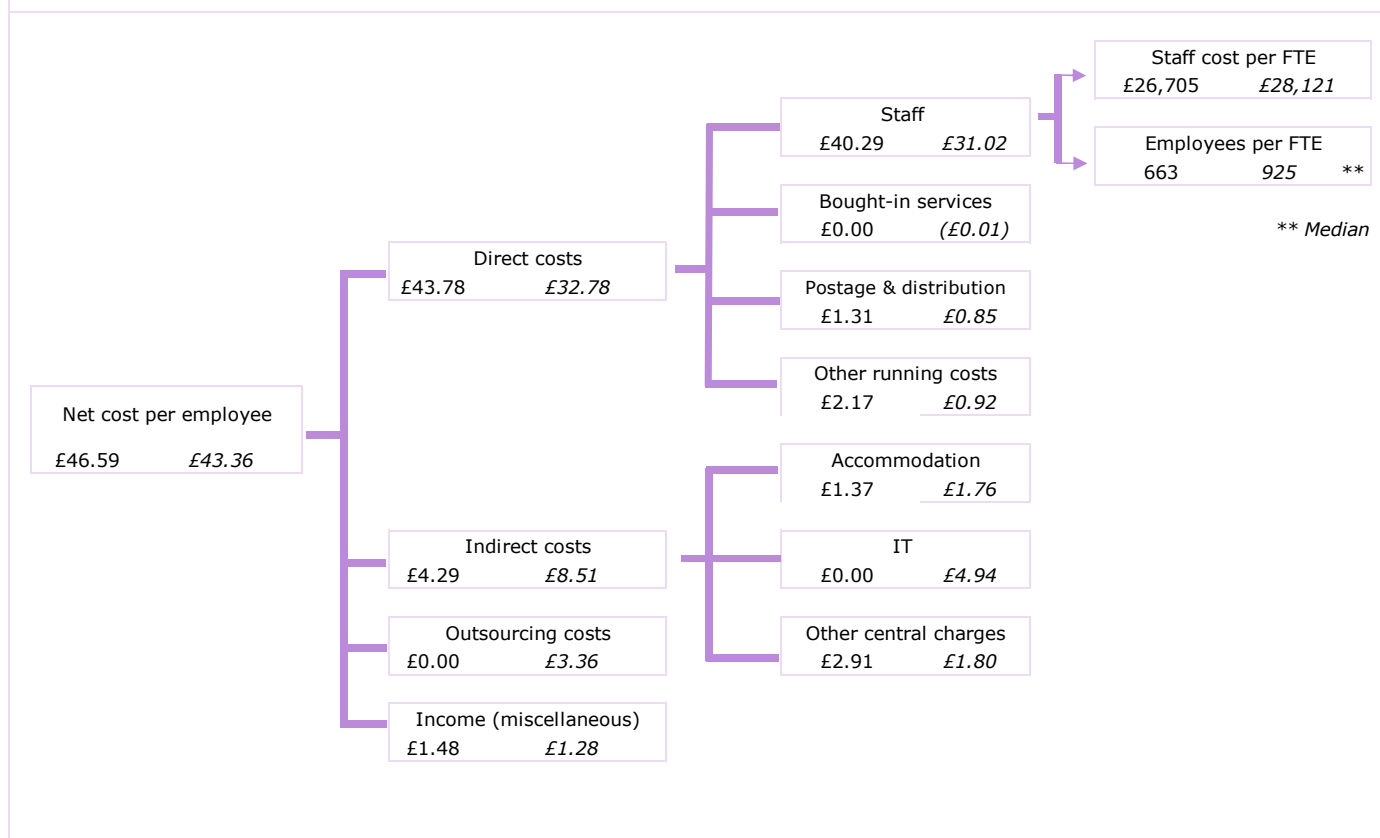 Staff cost per FTE
£26,705 £28,121
Staff
£40.29 £31.02
Employees per FTE
663 925 **
Bought-in services
£0.00 (£0.01)
** Median
Direct costs
£43.78 £32.78
Postage & distribution
£1.31 £0.85
Other running costs
£2.17 £0.92
Net cost per employee
£46.59 £43.36
Accommodation
£1.37 £1.76
Indirect costs
£4.29 £8.51
IT
£0.00 £4.94
Outsourcing costs
£0.00 £3.36
Other central charges
£2.91 £1.80
Income (miscellaneous)
£1.48 £1.28